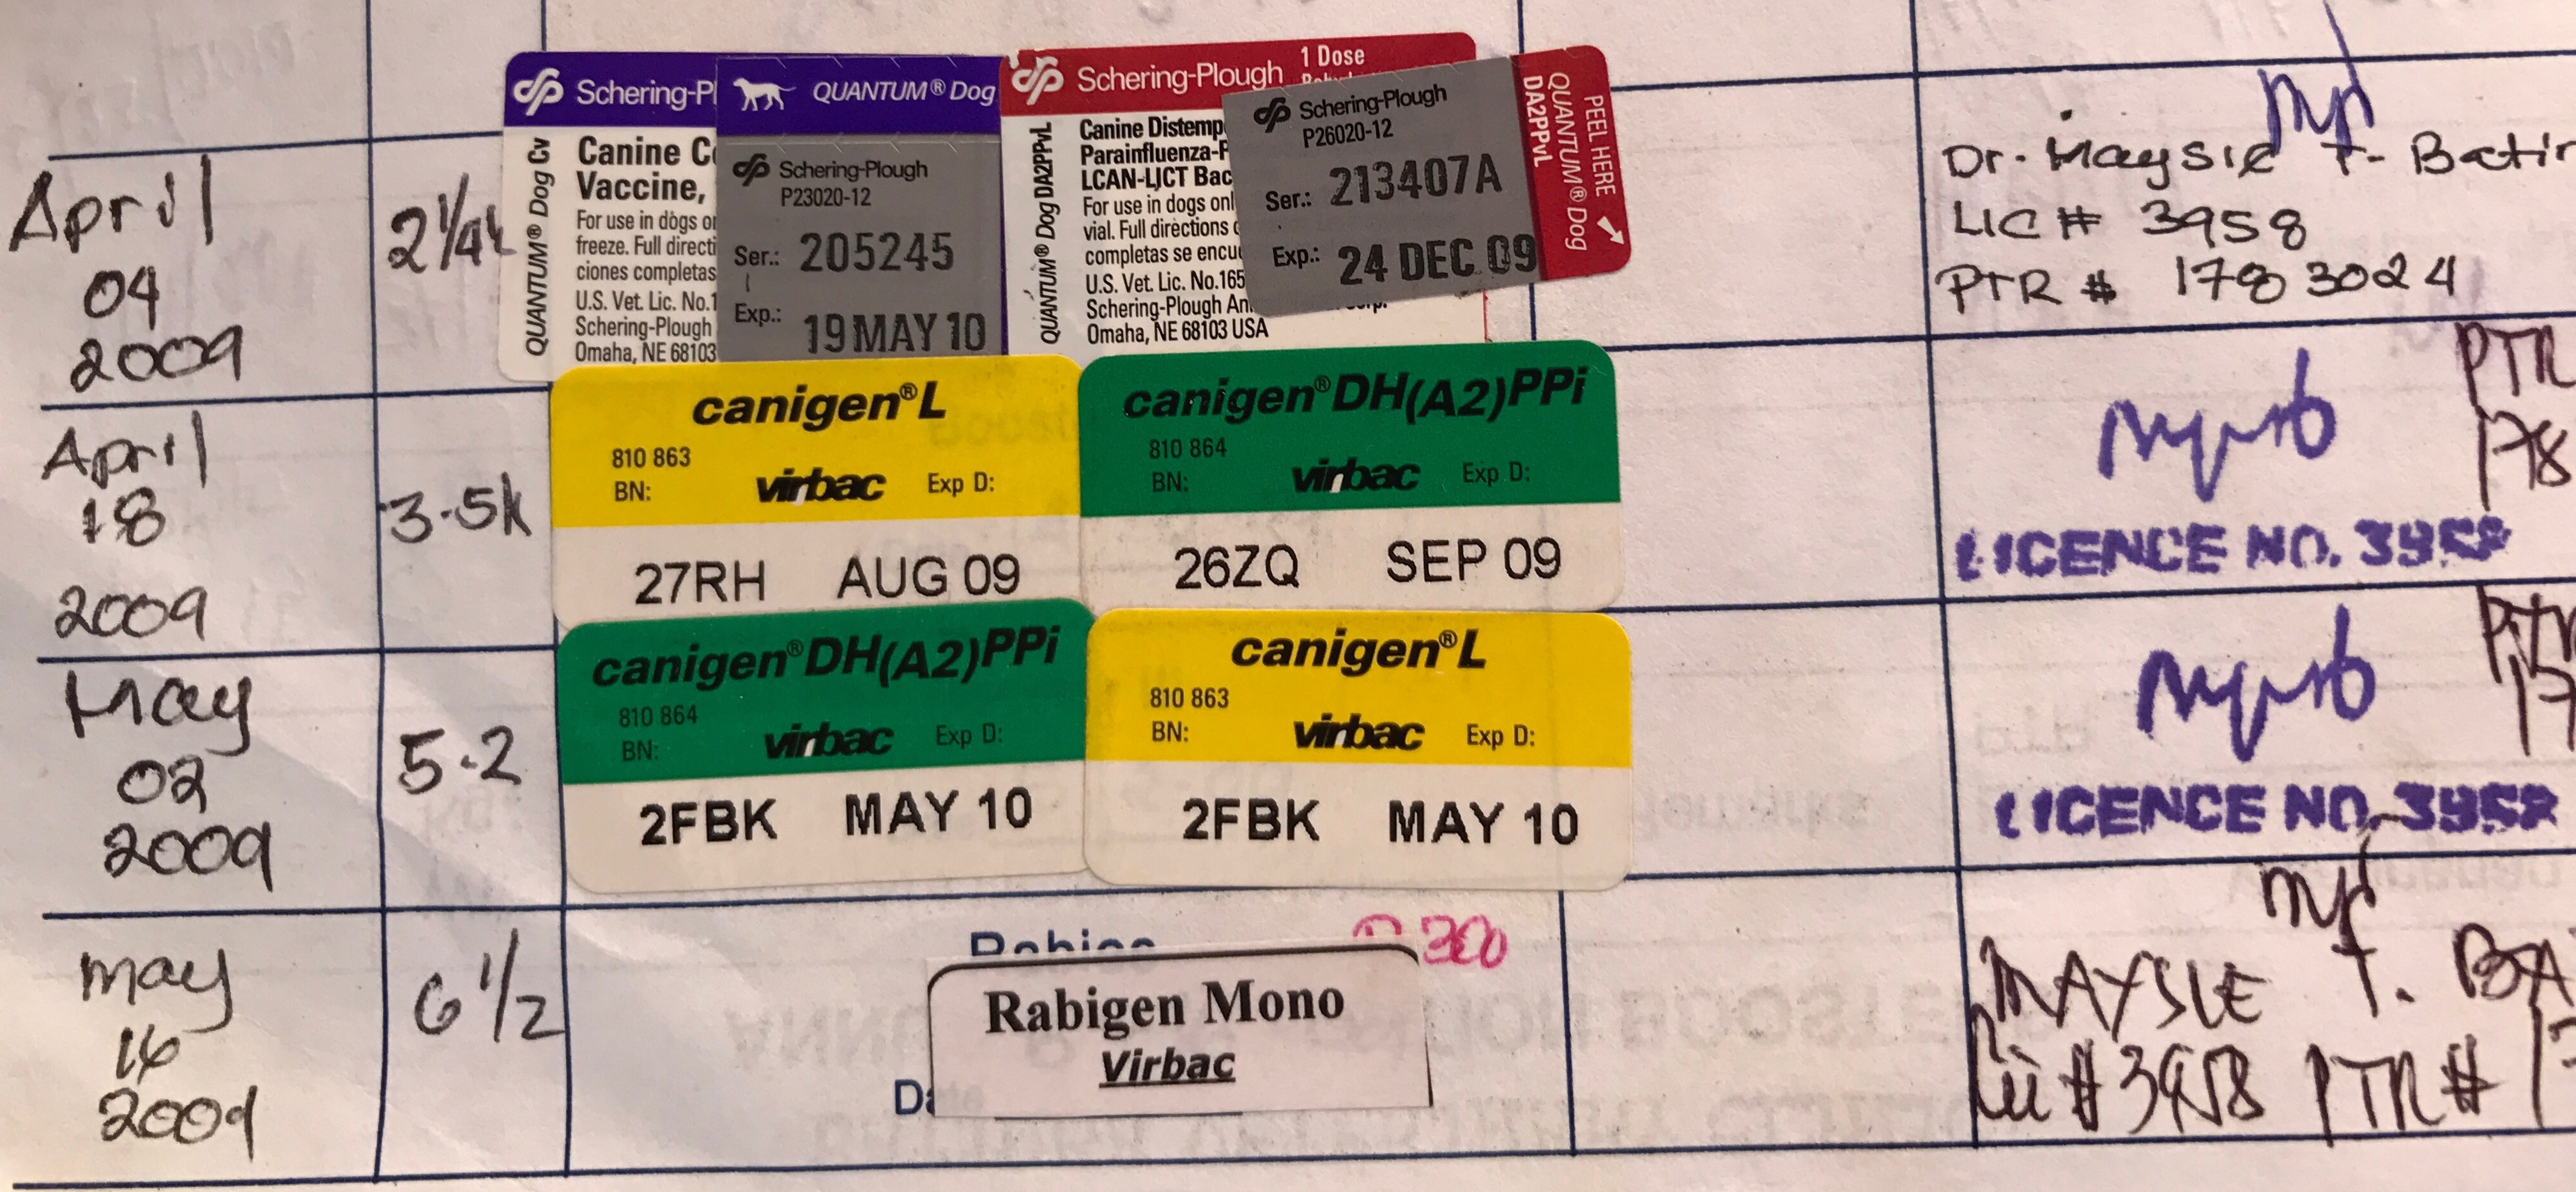 April
04
2009
2 1/4k
Schering-Pl
QUANTUM® Dog Cv
Canine C
Vaccine,
For use in dogs or
freeze. Full directi
ciones completas
U.S. Vet. Lic. No.1
Schering-Plough
Omaha, NE 68103
QUANTUM® Dog
Schering-Plough
P23020-12
Ser.: 205245
Exp.: 19 MAY 10
Schering-Plough
1 Dose
QUANTUM® Dog DA2PPvL
Canine Distemp
Parainfluenza-P
LCAN-LICT Bac
For use in dogs onl
vial. Full directions
completas se encu
U.S. Vet. Lic. No.165
Schering-Plough An
Corp.
Omaha, NE 68103 USA
Schering-Plough
P26020-12
Ser.: 213407A
Exp.: 24 DEC 09
PEEL HERE
QUANTUM® Dog
DA2PPvL
Dr. Maysie T. Batin
LIC # 3958
PTR # 1783024
April
18
2009
3.5k
canigen® L
810 863
BN: virbac Exp D:
27RH AUG 09
canigen® DH(A2)PPi
810 864
BN: virbac Exp D:
26ZQ SEP 09
PTR
178
LICENCE NO. 3958
May
02
2009
5.2
canigen® DH(A2)PPi
810 864
BN: virbac Exp D:
2FBK MAY 10
canigen® L
810 863
BN: virbac Exp D:
2FBK MAY 10
PTR
17
LICENCE NO. 3958
May
16
2009
6 1/2
Rabies
300
Rabigen Mono
Virbac
Da
MAYSIE T. BA
Lic # 3958 PTR # 17